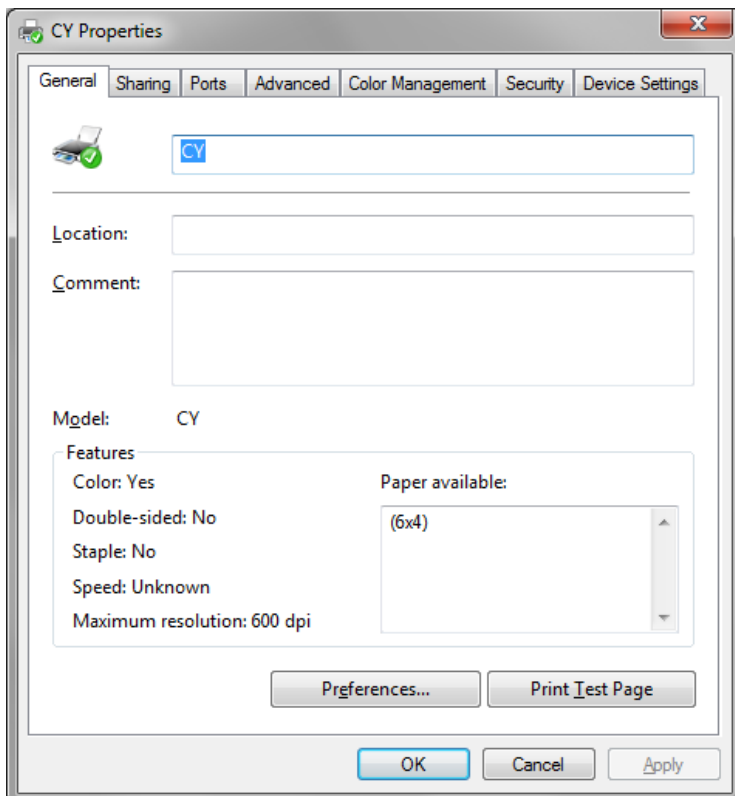 CY Properties
General Sharing Ports Advanced Color Management Security Device Settings
CY
Location:
Comment:
Model: CY
Features
Color: Yes Paper available:
Double-sided: No (6x4)
Staple: No
Speed: Unknown
Maximum resolution: 600 dpi
Preferences... Print Test Page
OK Cancel Apply